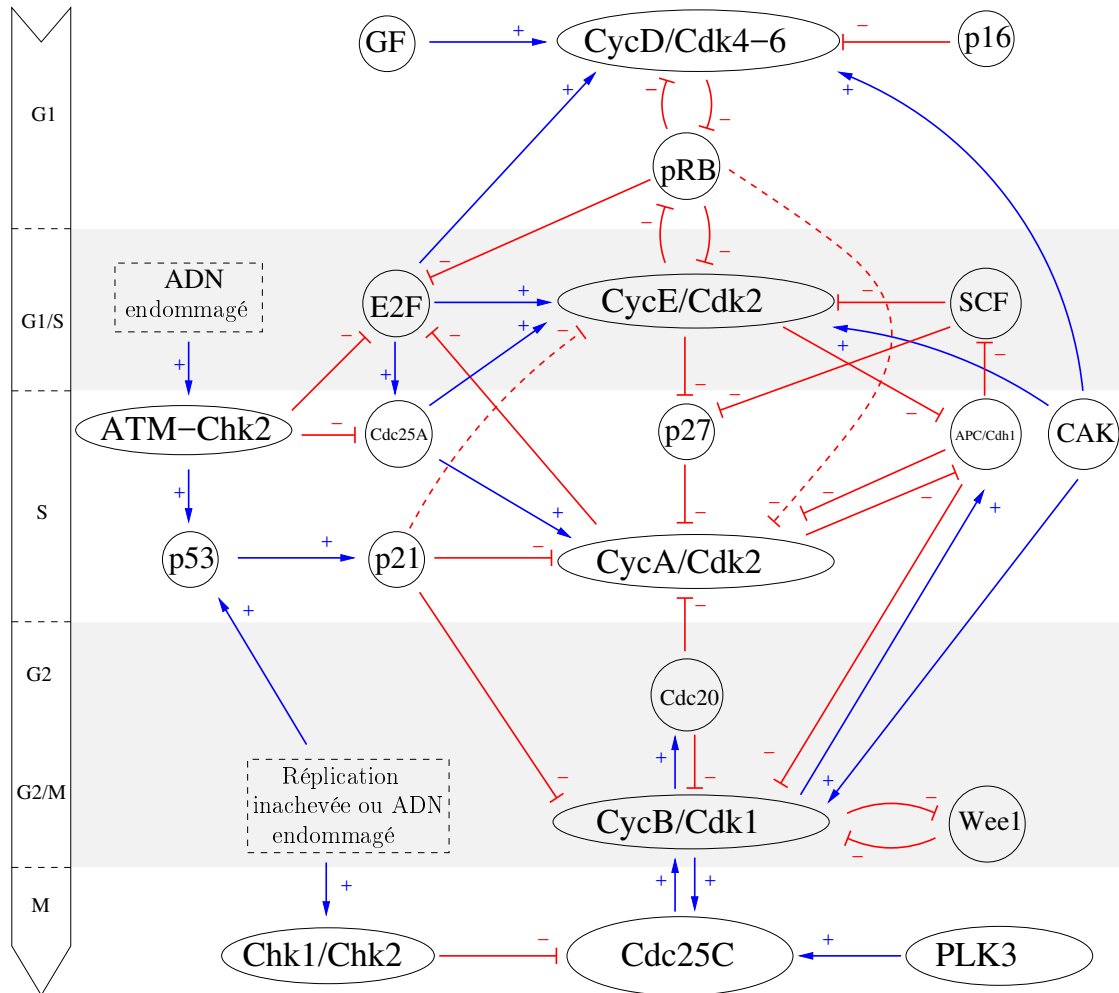 GF
CycD/Cdk4-6
p16
G1
pRB
ADN
endommagé
G1/S
E2F
CycE/Cdk2
SCF
ATM-Chk2
Cdc25A
p27
APC/Cdh1
CAK
S
p53
p21
CycA/Cdk2
G2
Cdc20
G2/M
Réplication
inachevée ou ADN
endommagé
CycB/Cdk1
Wee1
M
Chk1/Chk2
Cdc25C
PLK3